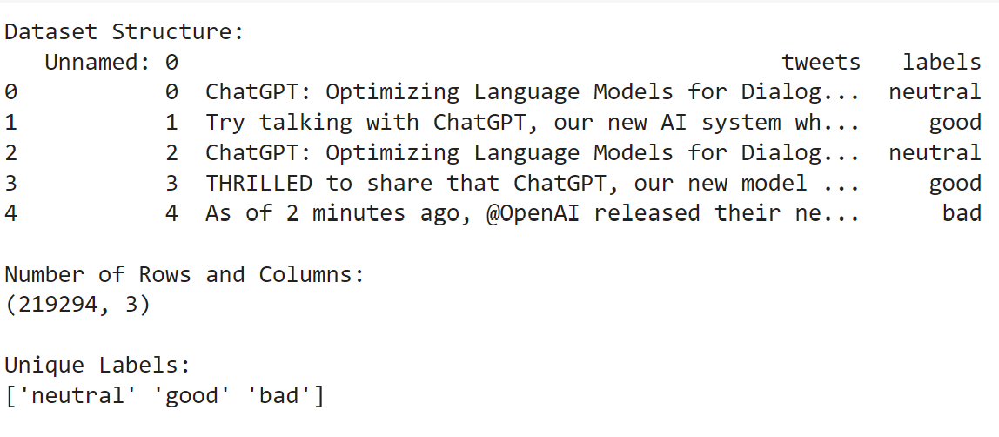 Dataset Structure:
Unnamed: 0 tweets labels
0 0 ChatGPT: Optimizing Language Models for Dialog... neutral
1 1 Try talking with ChatGPT, our new AI system wh... good
2 2 ChatGPT: Optimizing Language Models for Dialog... neutral
3 3 THRILLED to share that ChatGPT, our new model ... good
4 4 As of 2 minutes ago, @OpenAI released their ne... bad
Number of Rows and Columns:
(219294, 3)
Unique Labels:
['neutral' 'good' 'bad']